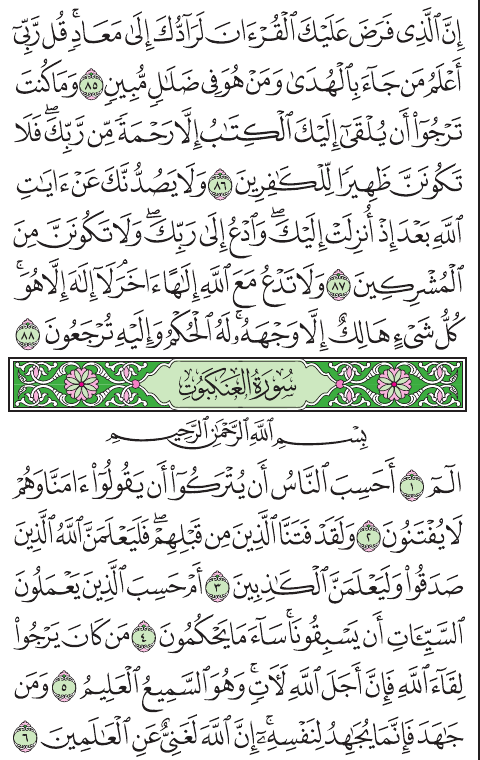 إِنَّ ٱلَّذِى فَرَضَ عَلَيْكَ ٱلْقُرْءَانَ لَرَآدُّكَ إِلَىٰ مَعَادٍۚ قُل رَّبِّىٓ
أَعْلَمُ مَن جَآءَ بِٱلْهُدَىٰ وَمَنْ هُوَ فِى ضَلَٰلٍ مُّبِينٍ ٨٥ وَمَا كُنتَ
تَرْجُوٓا۟ أَن يُلْقَىٰٓ إِلَيْكَ ٱلْكِتَٰبُ إِلَّا رَحْمَةً مِّن رَّبِّكَۖ فَلَا
تَكُونَنَّ ظَهِيرًا لِّلْكَٰفِرِينَ ٨٦ وَلَا يَصُدُّنَّكَ عَنْ ءَايَٰتِ
ٱللَّهِ بَعْدَ إِذْ أُنزِلَتْ إِلَيْكَۖ وَٱدْعُ إِلَىٰ رَبِّكَۖ وَلَا تَكُونَنَّ مِنَ
ٱلْمُشْرِكِينَ ٨٧ وَلَا تَدْعُ مَعَ ٱللَّهِ إِلَٰهًا ءَاخَرَۘ لَآ إِلَٰهَ إِلَّا هُوَۚ
كُلُّ شَىْءٍ هَالِكٌ إِلَّا وَجْهَهُۥۚ لَهُ ٱلْحُكْمُ وَإِلَيْهِ تُرْجَعُونَ ٨٨
سُورَةُ الْعَنْكَبُوتِ
بِسْمِ ٱللَّهِ ٱلرَّحْمَٰنِ ٱلرَّحِيمِ
الٓمٓ ١ أَحَسِبَ ٱلنَّاسُ أَن يُتْرَكُوٓا۟ أَن يَقُولُوٓا۟ ءَامَنَّا وَهُمْ
لَا يُفْتَنُونَ ٢ وَلَقَدْ فَتَنَّا ٱلَّذِينَ مِن قَبْلِهِمْۖ فَلَيَعْلَمَنَّ ٱللَّهُ ٱلَّذِينَ
صَدَقُوا۟ وَلَيَعْلَمَنَّ ٱلْكَٰذِبِينَ ٣ أَمْ حَسِبَ ٱلَّذِينَ يَعْمَلُونَ
ٱلسَّيِّـَٔاتِ أَن يَسْبِقُونَاۚ سَآءَ مَا يَحْكُمُونَ ٤ مَن كَانَ يَرْجُوا۟
لِقَآءَ ٱللَّهِ فَإِنَّ أَجَلَ ٱللَّهِ لَـَٔاتٍۚ وَهُوَ ٱلسَّمِيعُ ٱلْعَلِيمُ ٥ وَمَن
جَٰهَدَ فَإِنَّمَا يُجَٰهِدُ لِنَفْسِهِۦٓۚ إِنَّ ٱللَّهَ لَغَنِىٌّ عَنِ ٱلْعَٰلَمِينَ ٦